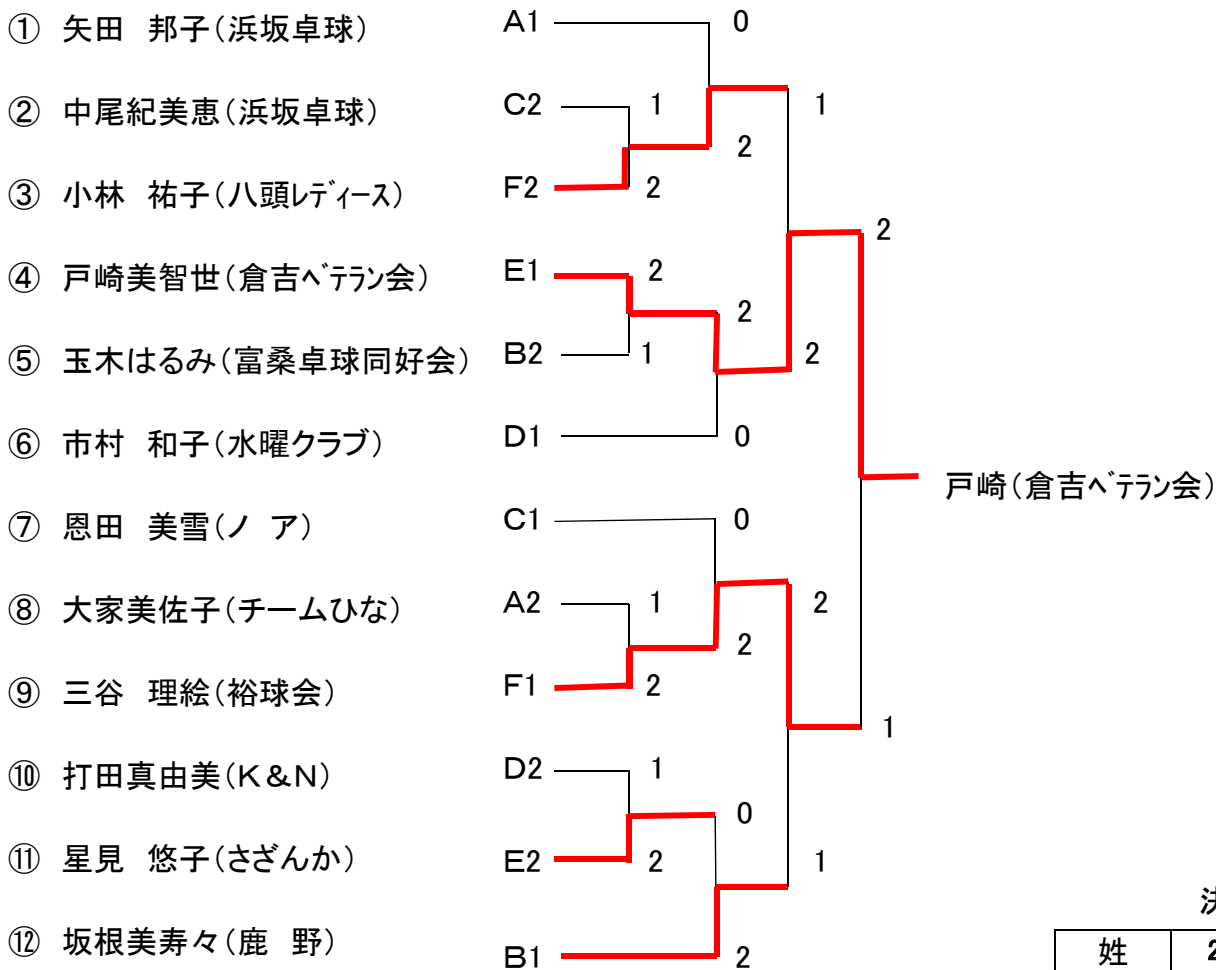 ① 矢田 邦子(浜坂卓球) A1 0
② 中尾紀美恵(浜坂卓球) C2 1 1
2
③ 小林 祐子(八頭レディース) F2 2
2
④ 戸崎美智世(倉吉ベテラン会) E1 2
2
⑤ 玉木はるみ(富桑卓球同好会) B2 1 2
⑥ 市村 和子(水曜クラブ) D1 0
戸崎(倉吉ベテラン会)
⑦ 恩田 美雪(ノ ア) C1 0
⑧ 大家美佐子(チームひな) A2 1 2
2
⑨ 三谷 理絵(裕球会) F1 2
1
⑩ 打田真由美(K&N) D2 1
0
⑪ 星見 悠子(さざんか) E2 2 1
⑫ 坂根美寿々(鹿 野) B1 2
姓 2